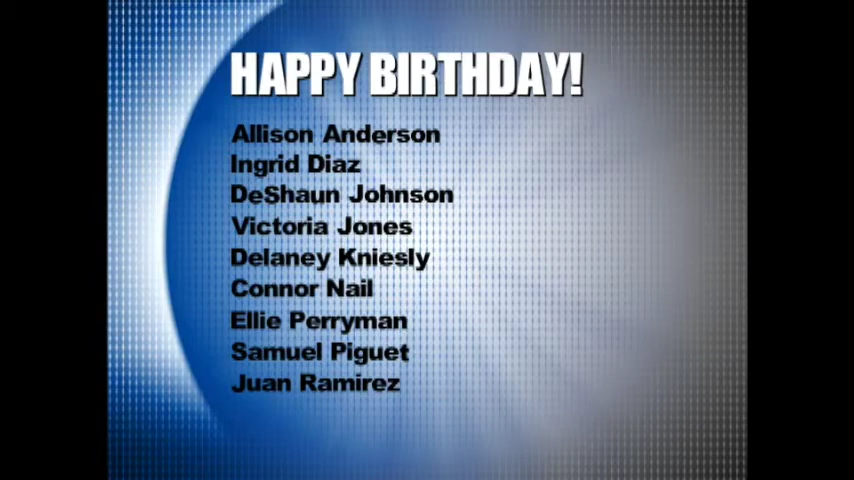 HAPPY BIRTHDAY!
Allison Anderson
Ingrid Diaz
DeShaun Johnson
Victoria Jones
Delaney Kniesly
Connor Nail
Ellie Perryman
Samuel Piguet
Juan Ramirez